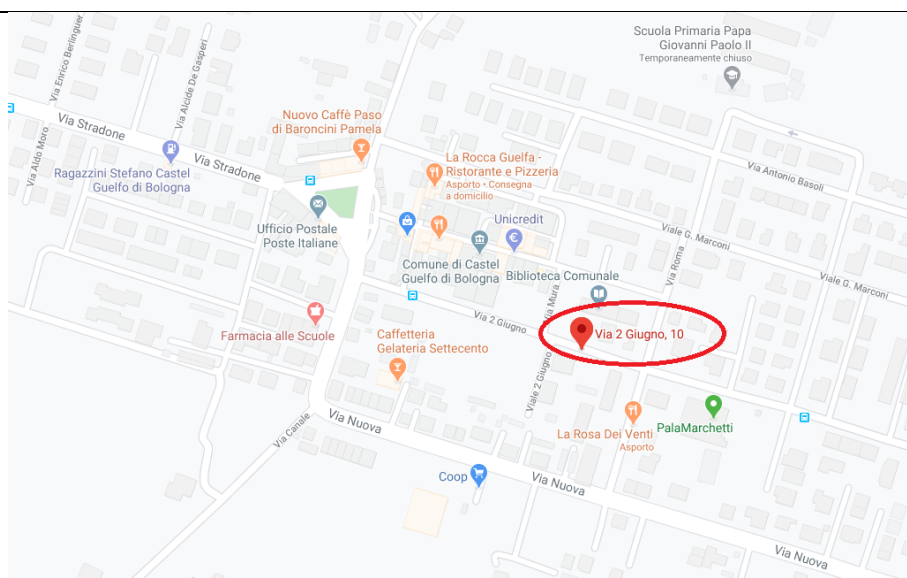 Scuola Primaria Papa
Giovanni Paolo II
Temporaneamente chiuso
Via Enrico Berlinguer
Via Alcide De Gasperi
Via Aldo Moro
Via Stradone
Via Stradone
Nuovo Caffè Paso
di Baroncini Pamela
La Rocca Guelfa -
Ristorante e Pizzeria
Asporto • Consegna
a domicilio
Ragazzini Stefano Castel
Guelfo di Bologna
Via Antonio Basoli
Ufficio Postale
Poste Italiane
Unicredit
Viale G. Marconi
Via Roma
Comune di Castel
Guelfo di Bologna
Biblioteca Comunale
Viale G. Marconi
Via Mura
Via 2 Giugno
Via 2 Giugno, 10
Farmacia alle Scuole
Caffetteria
Gelateria Settecento
Viale 2 Giugno
Via Canale
Via Nuova
La Rosa Dei Venti
Asporto
PalaMarchetti
Coop
Via Nuova
Via Nuova